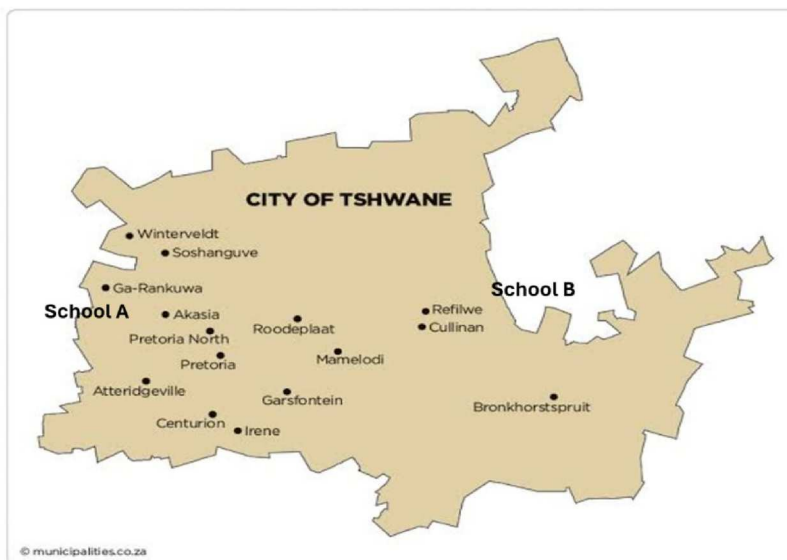 CITY OF TSHWANE
Winterveldt
Soshanguve
Ga-Rankuwa
School B
School A
Akasia
Refilwe
Roodeplaat
Cullinan
Pretoria North
Pretoria
Mamelodi
Atteridgeville
Garsfontein
Bronkhorstspruit
Centurion
Irene
© municipalities.co.za